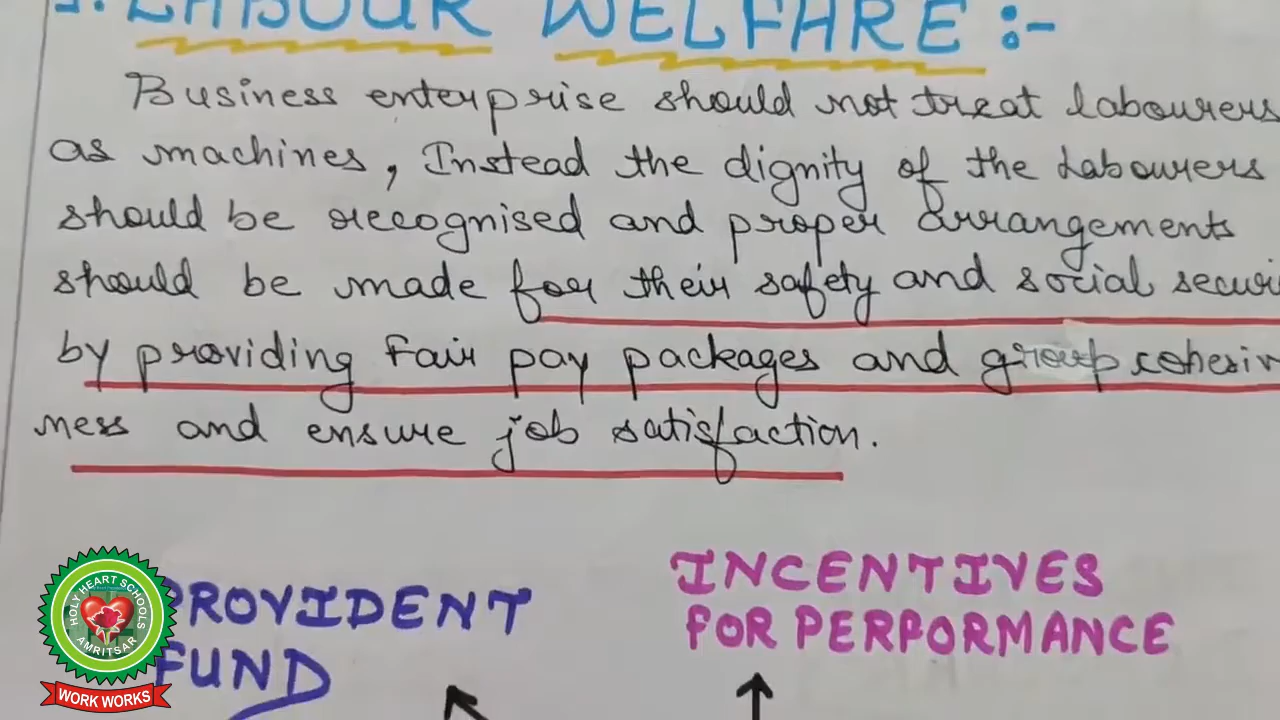 LABOUR WELFARE :-
Business enterprise should not treat labourers
as machines, Instead the dignity of the Labourers
should be recognised and proper arrangements
should be made for their safety and social securi
by providing Fair pay packages and group cohesiv
ness and ensure job satisfaction.
PROVIDENT
FUND
INCENTIVES
FOR PERFORMANCE
HOLY HEART SCHOOLS
AMRITSAR
WORK WORKS